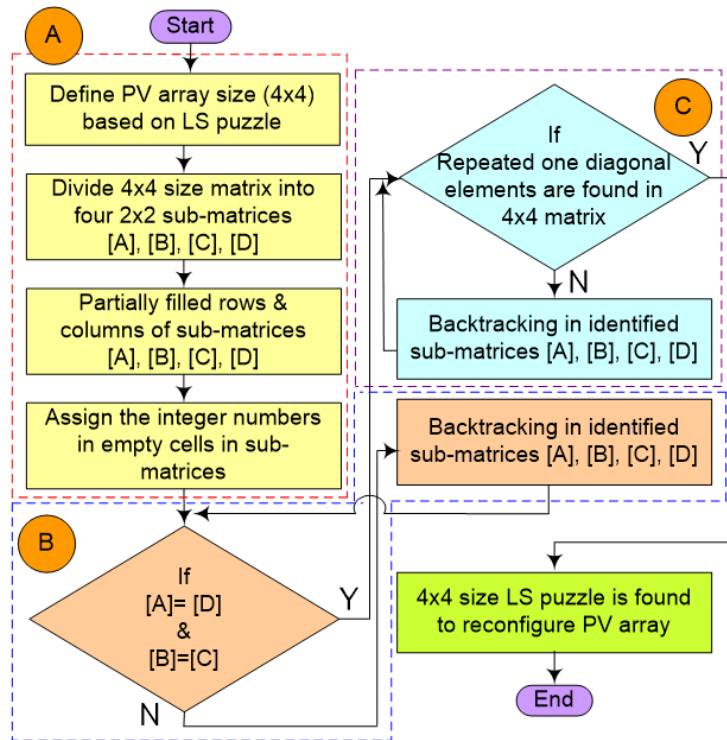 A
Start
Define PV array size (4x4)
based on LS puzzle
Divide 4x4 size matrix into
four 2x2 sub-matrices
[A], [B], [C], [D]
Partially filled rows &
columns of sub-matrices
[A], [B], [C], [D]
Assign the integer numbers
in empty cells in sub-
matrices
B
If
[A]= [D]
&
[B]=[C]
Y
N
C
If
Repeated one diagonal
elements are found in
4x4 matrix
Y
N
Backtracking in identified
sub-matrices [A], [B], [C], [D]
Backtracking in identified
sub-matrices [A], [B], [C], [D]
4x4 size LS puzzle is found
to reconfigure PV array
End